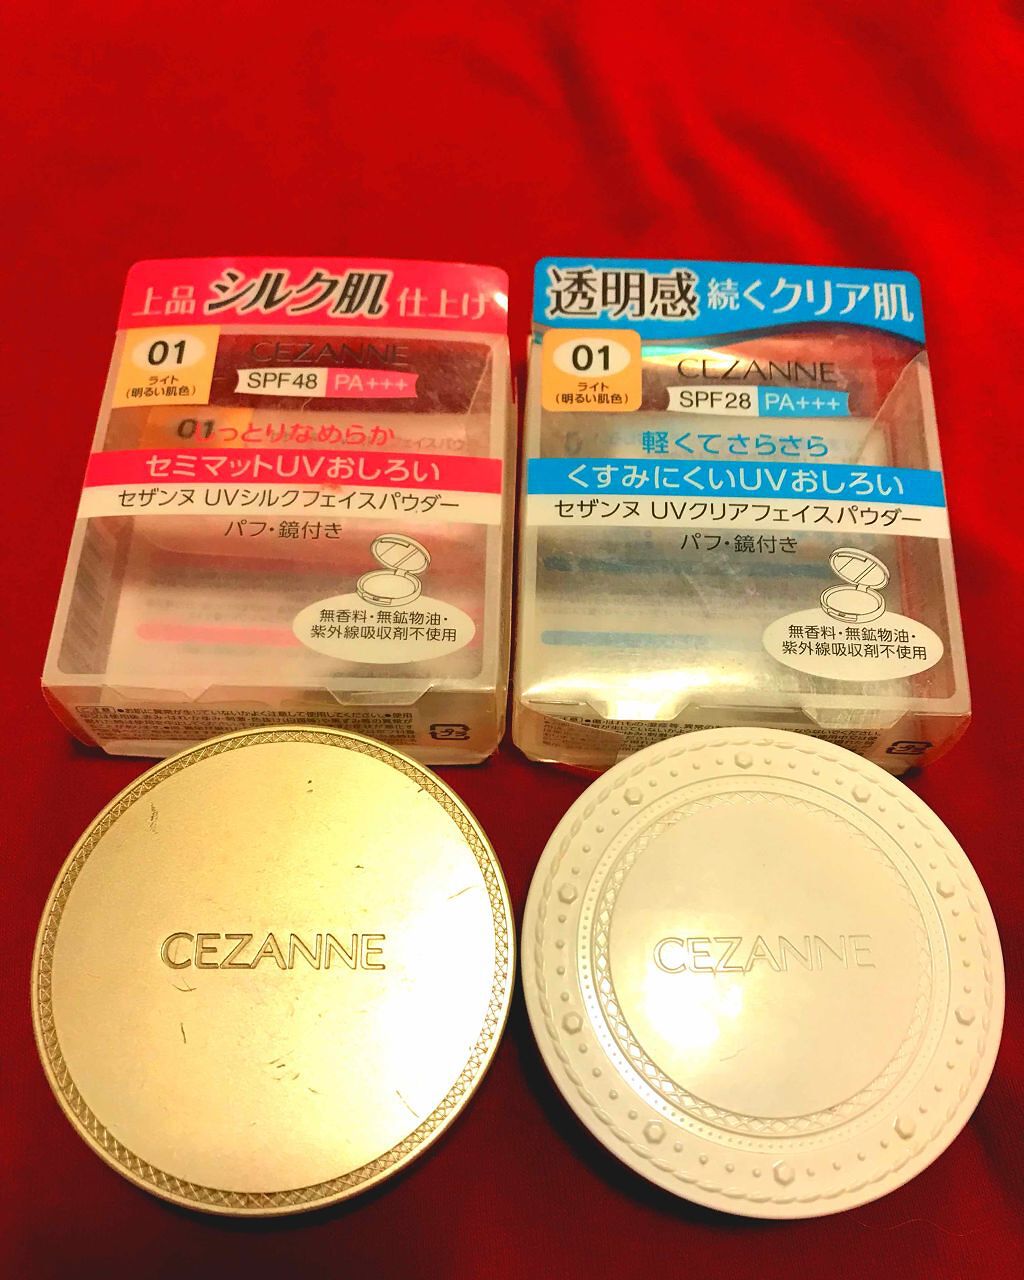 上品 シルク肌 仕上げ
01
ライト
(明るい肌色)
CEZANNE
SPF48 PA+++
01
っとりなめらか
セミマットUVおしろい
セザンヌ UVシルクフェイスパウダー
パフ・鏡付き
無香料・無鉱物油・
紫外線吸収剤不使用
透明感 続くクリア肌
01
ライト
(明るい肌色)
CEZANNE
SPF28 PA+++
軽くてさらさら
くすみにくいUVおしろい
セザンヌ UVクリアフェイスパウダー
パフ・鏡付き
無香料・無鉱物油・
紫外線吸収剤不使用
CEZANNE
CEZANNE